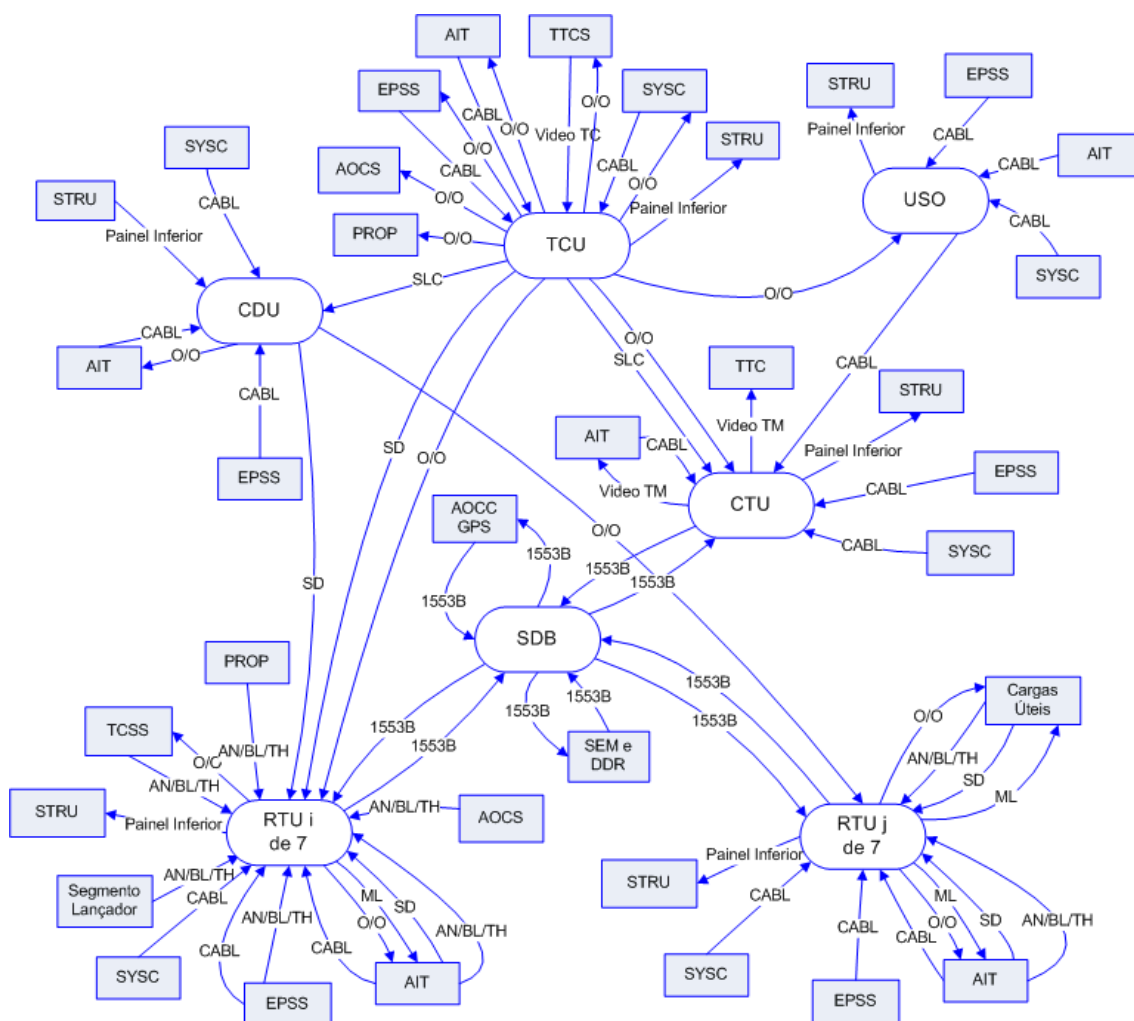 AIT
TTCS
EPSS
SYSC
STRU
EPSS
STRU
SYSC
AOCS
AIT
STRU
PROP
CABL
O/O
CABL
O/O
Video TC
O/O
CABL
O/O
Painel Inferior
O/O
O/O
TCU
Painel Inferior
CABL
CABL
USO
CABL
SYSC
CABL
Painel Inferior
SLC
O/O
CDU
CABL
AIT
O/O
CABL
EPSS
O/O
SLC
CABL
TTC
STRU
AIT
CABL
Video TM
Painel Inferior
Video TM
EPSS
CABL
CTU
CABL
SYSC
SD
O/O
SD
O/O
AOCC
GPS
1553B
1553B
1553B
1553B
SDB
PROP
1553B
1553B
1553B
1553B
1553B
1553B
SEM e
DDR
Cargas
Úteis
O/O
AN/BL/TH
SD
ML
TCSS
AN/BL/TH
O/O
AN/BL/TH
STRU
Painel Inferior
AN/BL/TH
AOCS
RTU i
de 7
RTU j
de 7
Painel Inferior
STRU
Segmento
Lançador
AN/BL/TH
CABL
SYSC
CABL
AN/BL/TH
EPSS
CABL
ML
O/O
SD
AN/BL/TH
AIT
CABL
SYSC
CABL
EPSS
CABL
ML
O/O
SD
AN/BL/TH
AIT